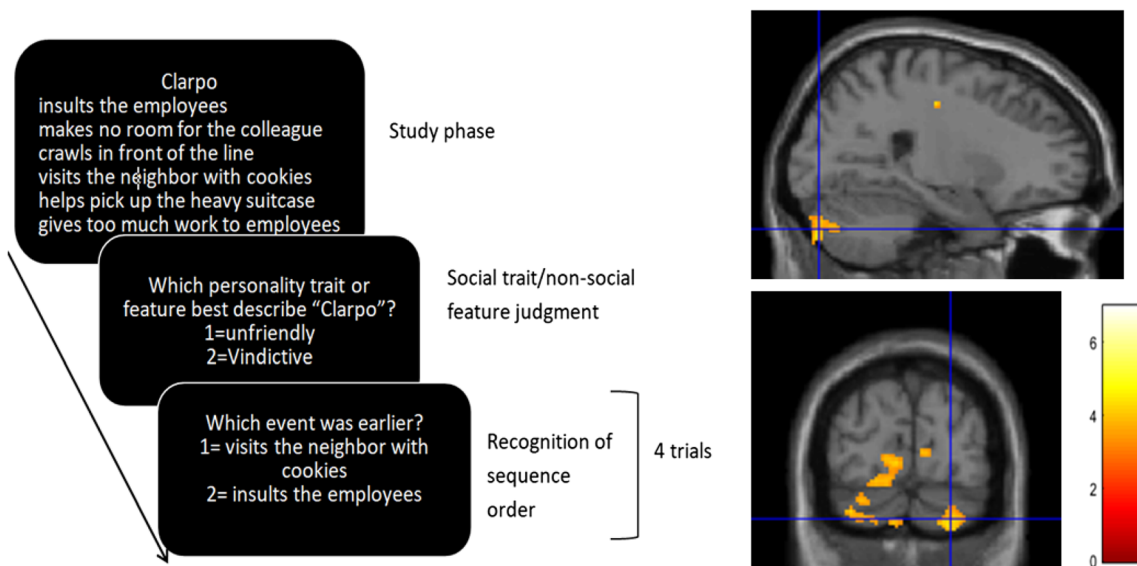 Clarpo
insults the employees
makes no room for the colleague
crawls in front of the line
visits the neighbor with cookies
helps pick up the heavy suitcase
gives too much work to employees
Study phase
Which personality trait or
feature best describe “Clarpo”?
1=unfriendly
2=Vindictive
Social trait/non-social
feature judgment
Which event was earlier?
1= visits the neighbor with
cookies
2= insults the employees
Recognition of
sequence
order
4 trials
6
4
2
0